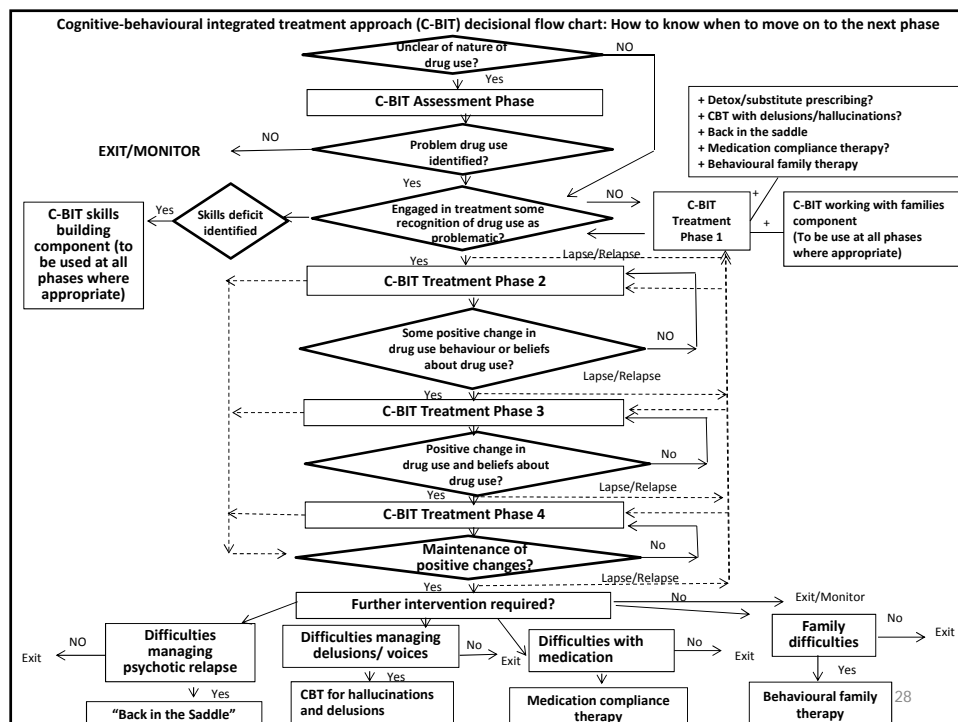 Cognitive-behavioural integrated treatment approach (C-BIT) decisional flow chart: How to know when to move on to the next phase
Unclear of nature of
drug use?
NO
Yes
C-BIT Assessment Phase
+ Detox/substitute prescribing?
+ CBT with delusions/hallucinations?
+ Back in the saddle
+ Medication compliance therapy?
+ Behavioural family therapy
NO
EXIT/MONITOR
Problem drug use
identified?
Yes
NO
C-BIT skills
building
component (to
be used at all
phases where
appropriate)
Yes
Skills deficit
identified
Engaged in treatment some
recognition of drug use as
problematic?
C-BIT
Treatment
Phase 1
+
+
C-BIT working with families
component
(To be use at all phases
where appropriate)
Yes
Lapse/Relapse
C-BIT Treatment Phase 2
Some positive change in
drug use behaviour or beliefs
about drug use?
NO
Lapse/Relapse
Yes
C-BIT Treatment Phase 3
Positive change in
drug use and beliefs about
drug use?
No
Lapse/Relapse
Yes
C-BIT Treatment Phase 4
Maintenance of
positive changes?
No
Lapse/Relapse
Yes
Further intervention required?
No
Exit/Monitor
Exit
NO
Difficulties
managing
psychotic relapse
Difficulties managing
delusions/ voices
No
Exit
Difficulties with
medication
No
Exit
Family
difficulties
No
Exit
Yes
Yes
Yes
"Back in the Saddle"
CBT for hallucinations
and delusions
Medication compliance
therapy
Behavioural family
therapy
28